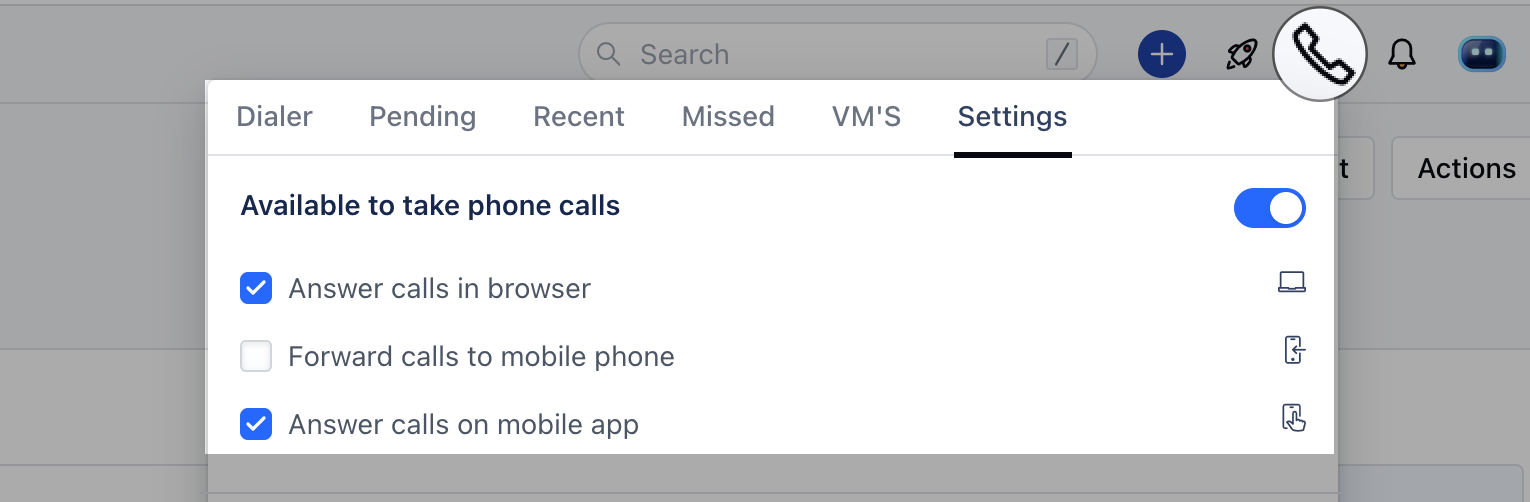 Search /
Dialer Pending Recent Missed VM'S Settings
t Actions
Available to take phone calls
Answer calls in browser
Forward calls to mobile phone
Answer calls on mobile app